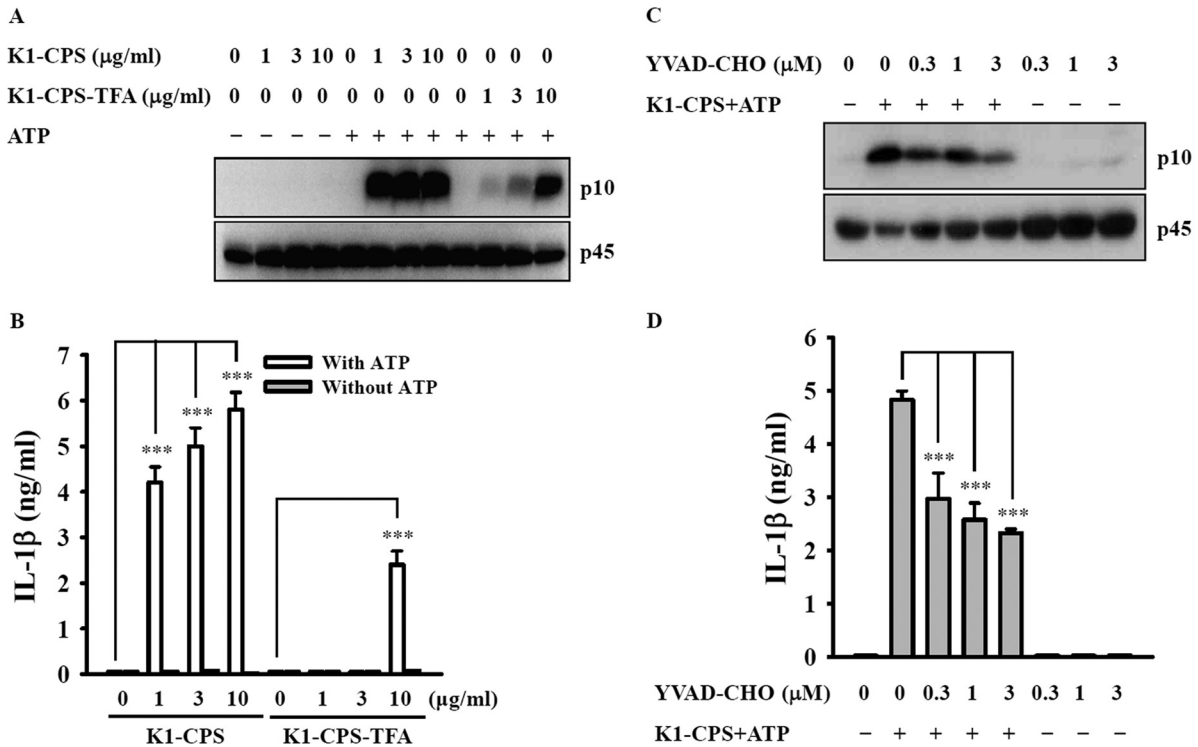 A
K1-CPS (μg/ml) 0 1 3 10 0 1 3 10 0 0 0 0
K1-CPS-TFA (μg/ml) 0 0 0 0 0 0 0 0 0 1 3 10
ATP − − − − + + + + + + + +
p10
p45
B
IL-1β (ng/ml)
7
6
5
4
3
2
1
0
With ATP
Without ATP
***
***
***
***
0 1 3 10 0 1 3 10 (μg/ml)
K1-CPS K1-CPS-TFA
C
YVAD-CHO (μM) 0 0 0.3 1 3 0.3 1 3
K1-CPS+ATP − + + + + − − −
p10
p45
D
IL-1β (ng/ml)
6
5
4
3
2
1
0
***
***
***
YVAD-CHO (μM) 0 0 0.3 1 3 0.3 1 3
K1-CPS+ATP − + + + + − − −